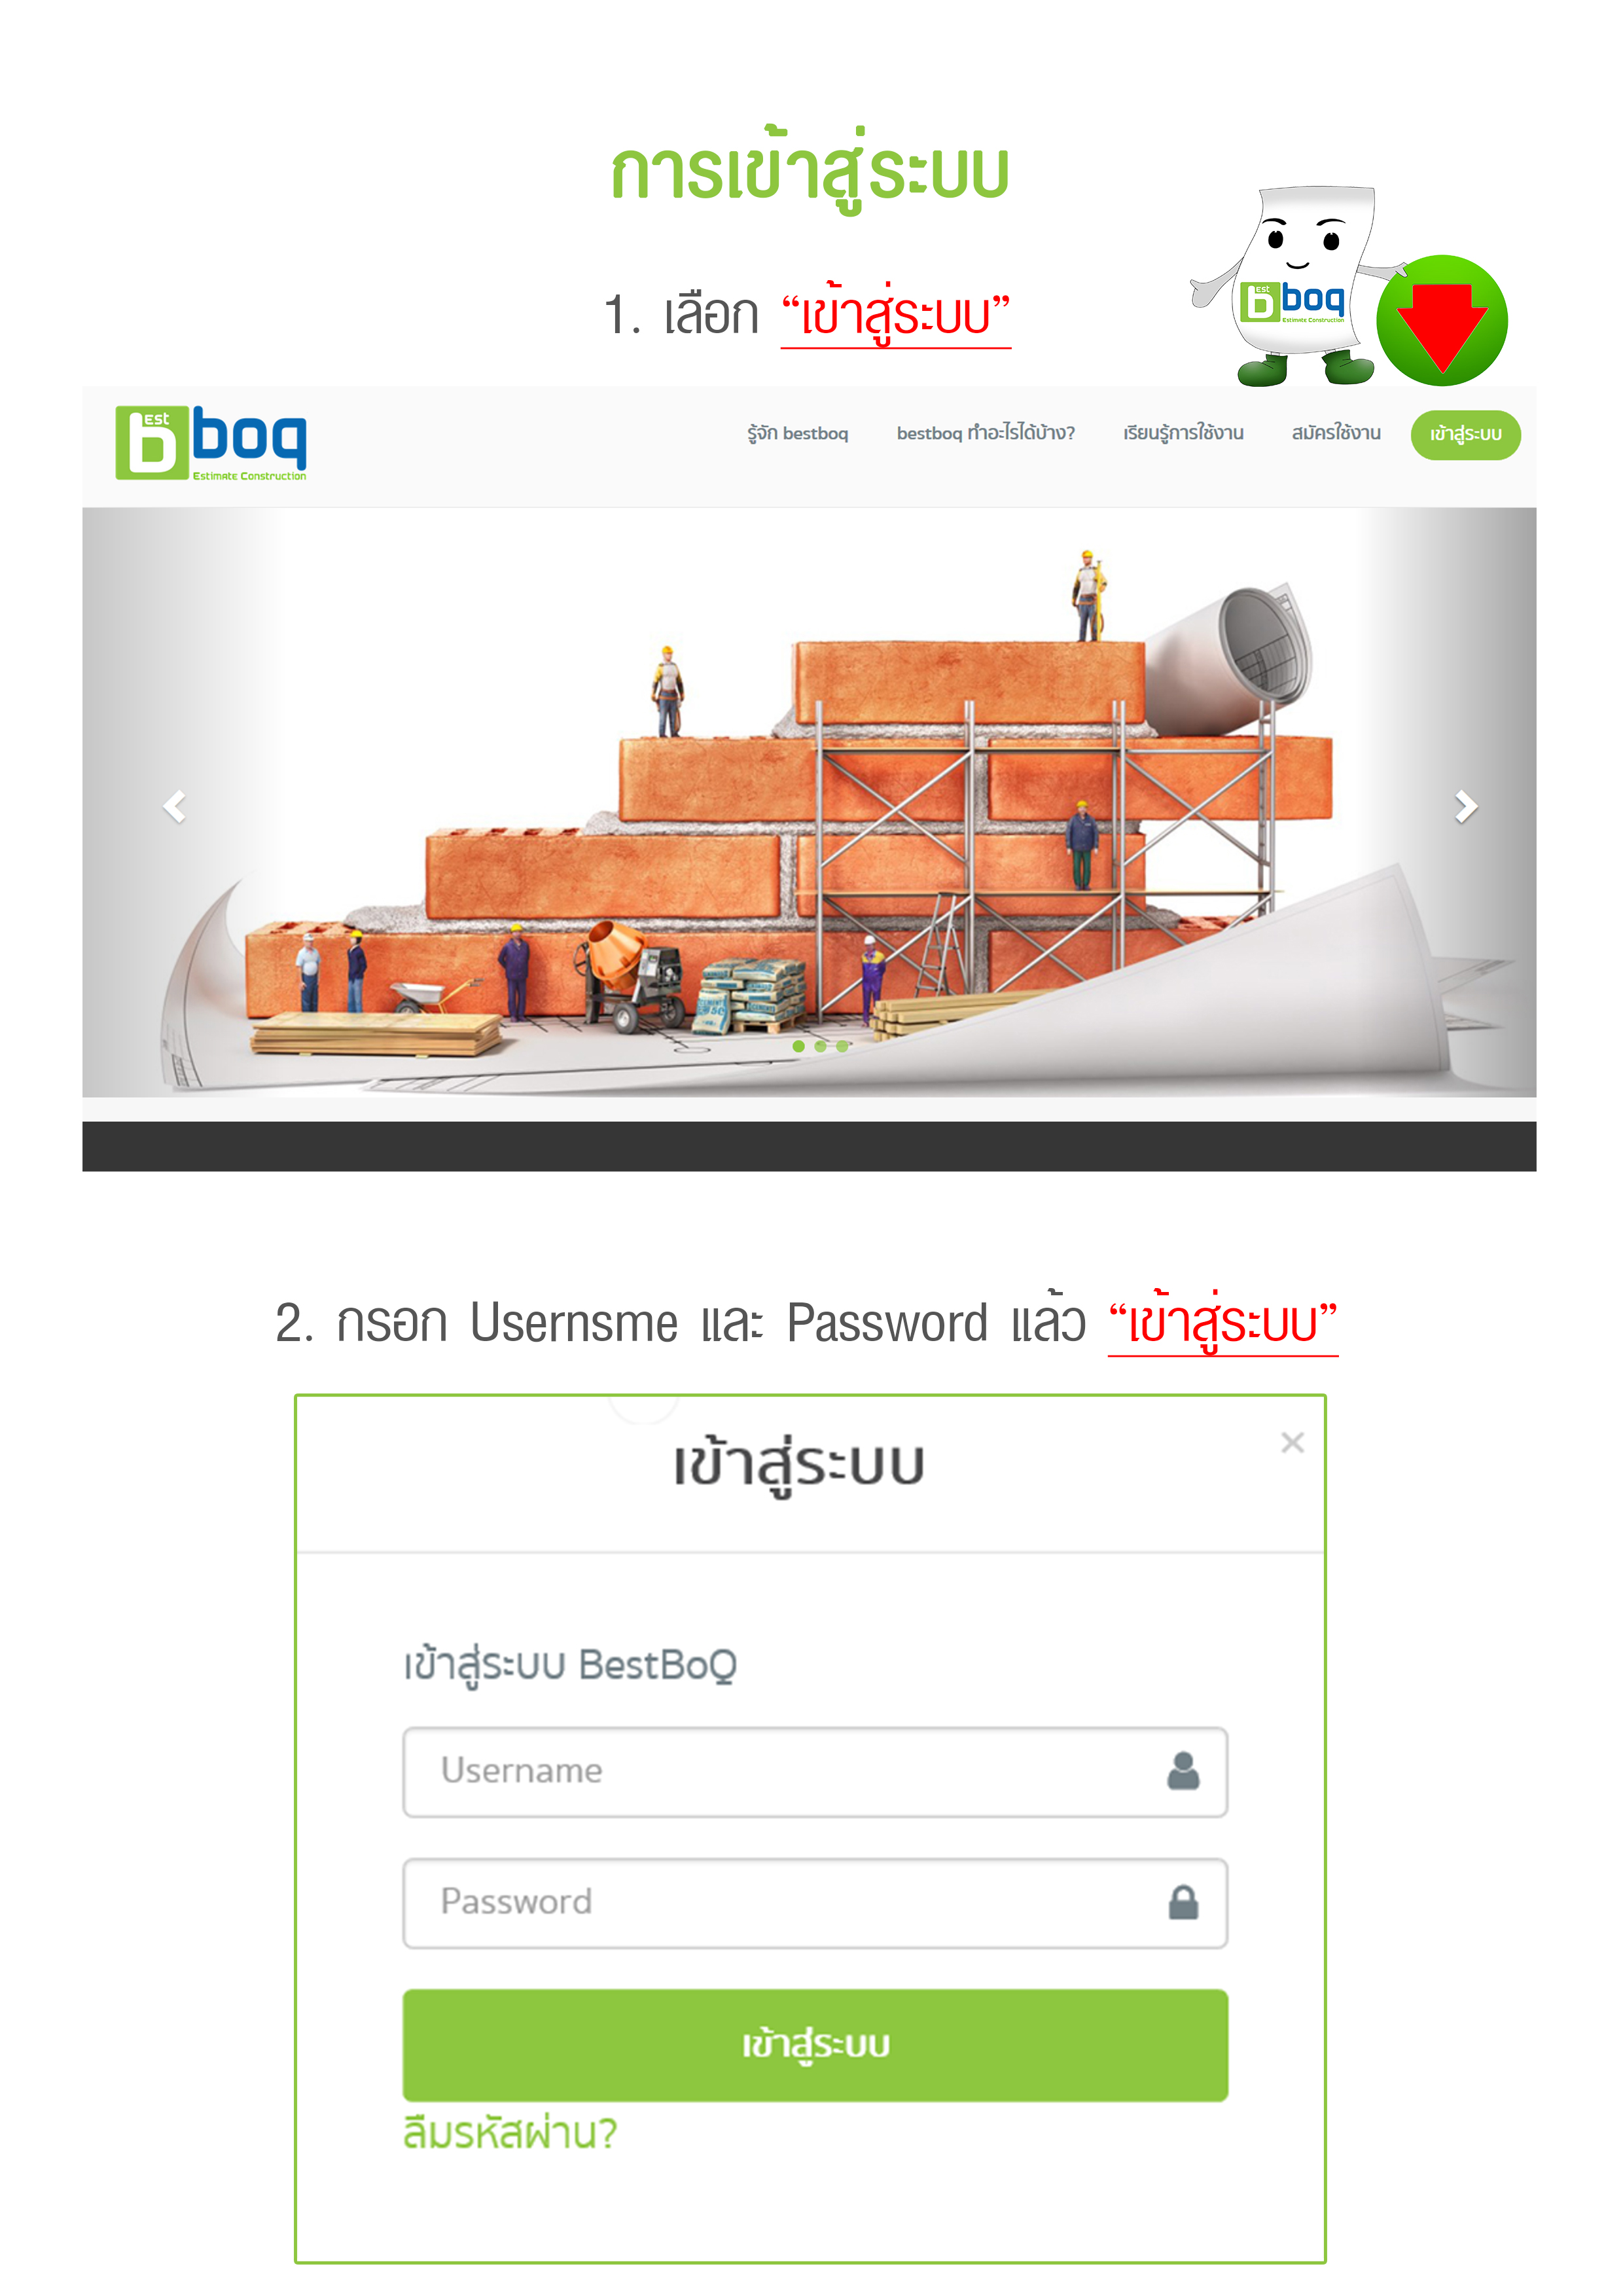 การเข้าสู่ระบบ
1. เลือก “เข้าสู่ระบบ”
est b boq
Estimate Construction
est b boq
Estimate Construction
รู้จัก bestboq bestboq ทำอะไรได้บ้าง? เรียนรู้การใช้งาน สมัครใช้งาน เข้าสู่ระบบ
2. กรอก Usernsme และ Password แล้ว “เข้าสู่ระบบ”
เข้าสู่ระบบ ×
เข้าสู่ระบบ BestBoQ
Username
Password
เข้าสู่ระบบ
ลืมรหัสผ่าน?